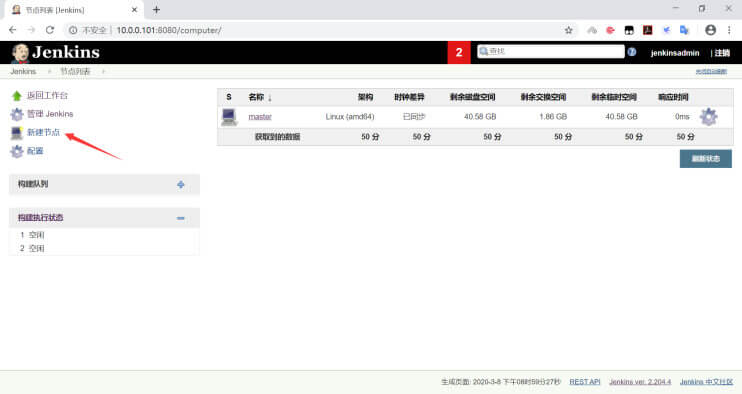 节点列表 [Jenkins]
不安全 | 10.0.0.101:8080/computer/
Jenkins
2
查找
jenkinsadmin | 注销
Jenkins 节点列表
返回工作台
管理 Jenkins
新建节点
配置
构建队列
构建执行状态
1 空闲
2 空闲
S 名称 ↓ 架构 时钟差异 剩余磁盘空间 剩余交换空间 剩余临时空间 响应时间
master Linux (amd64) 已同步 40.58 GB 1.86 GB 40.58 GB 0ms
获取到的数据 50 分 50 分 50 分 50 分 50 分 50 分
刷新状态
生成页面: 2020-3-8 下午08时59分27秒 REST API Jenkins ver. 2.204.4 Jenkins 中文社区